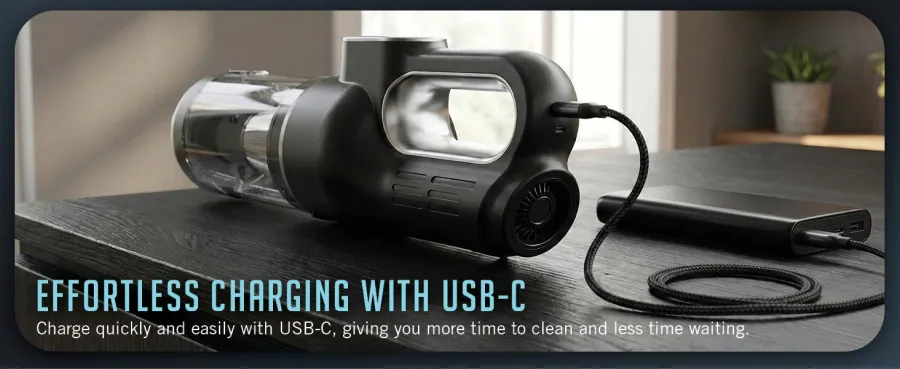 EFFORTLESS CHARGING WITH USB-C
Charge quickly and easily with USB-C, giving you more time to clean and less time waiting.